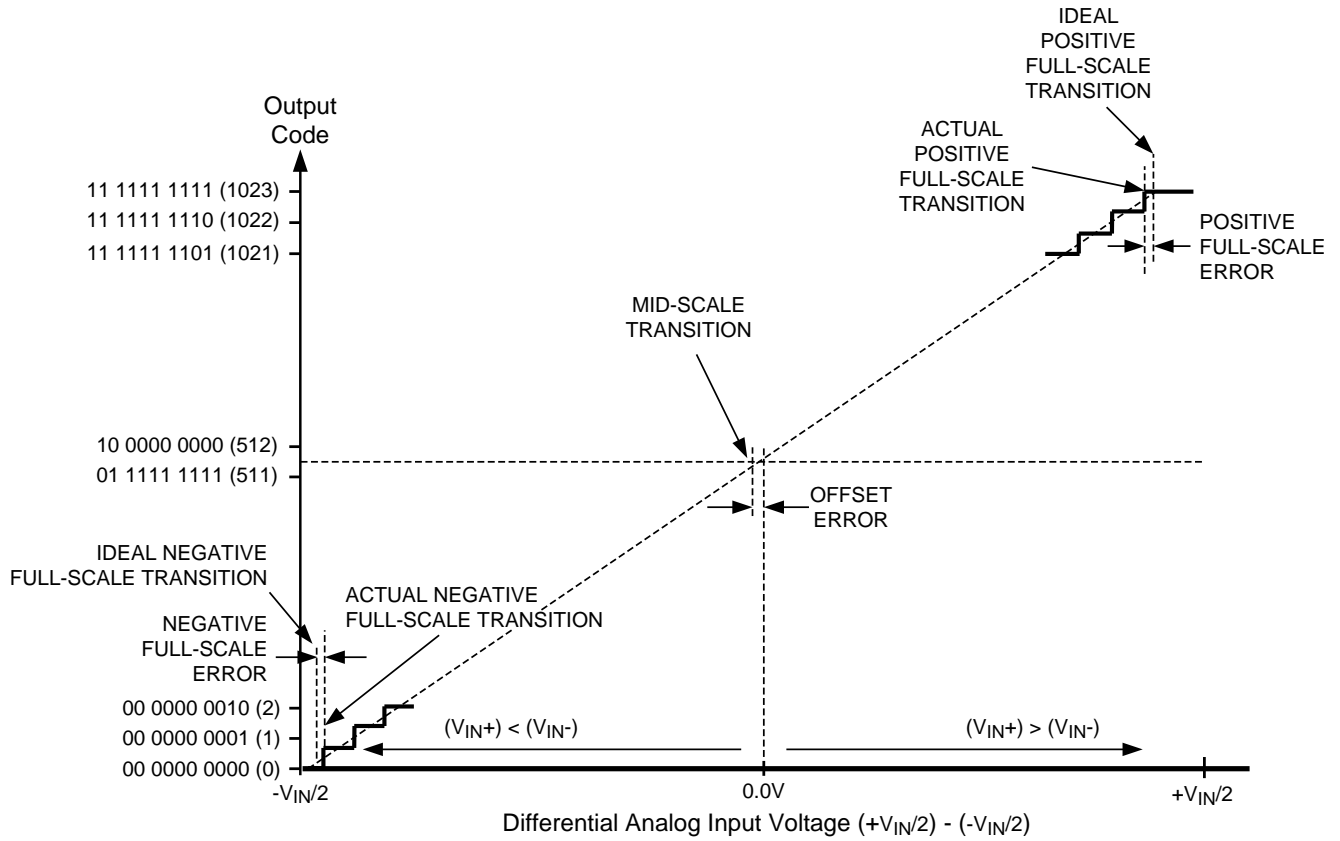 IDEAL
POSITIVE
FULL-SCALE
TRANSITION
Output
Code
ACTUAL
POSITIVE
FULL-SCALE
TRANSITION
11 1111 1111 (1023)
11 1111 1110 (1022)
11 1111 1101 (1021)
POSITIVE
FULL-SCALE
ERROR
MID-SCALE
TRANSITION
10 0000 0000 (512)
01 1111 1111 (511)
OFFSET
ERROR
IDEAL NEGATIVE
FULL-SCALE TRANSITION
ACTUAL NEGATIVE
FULL-SCALE TRANSITION
NEGATIVE
FULL-SCALE
ERROR
00 0000 0010 (2)
00 0000 0001 (1)
00 0000 0000 (0)
(VIN+) < (VIN-)
(VIN+) > (VIN-)
-VIN/2
0.0V
+VIN/2
Differential Analog Input Voltage (+VIN/2) - (-VIN/2)